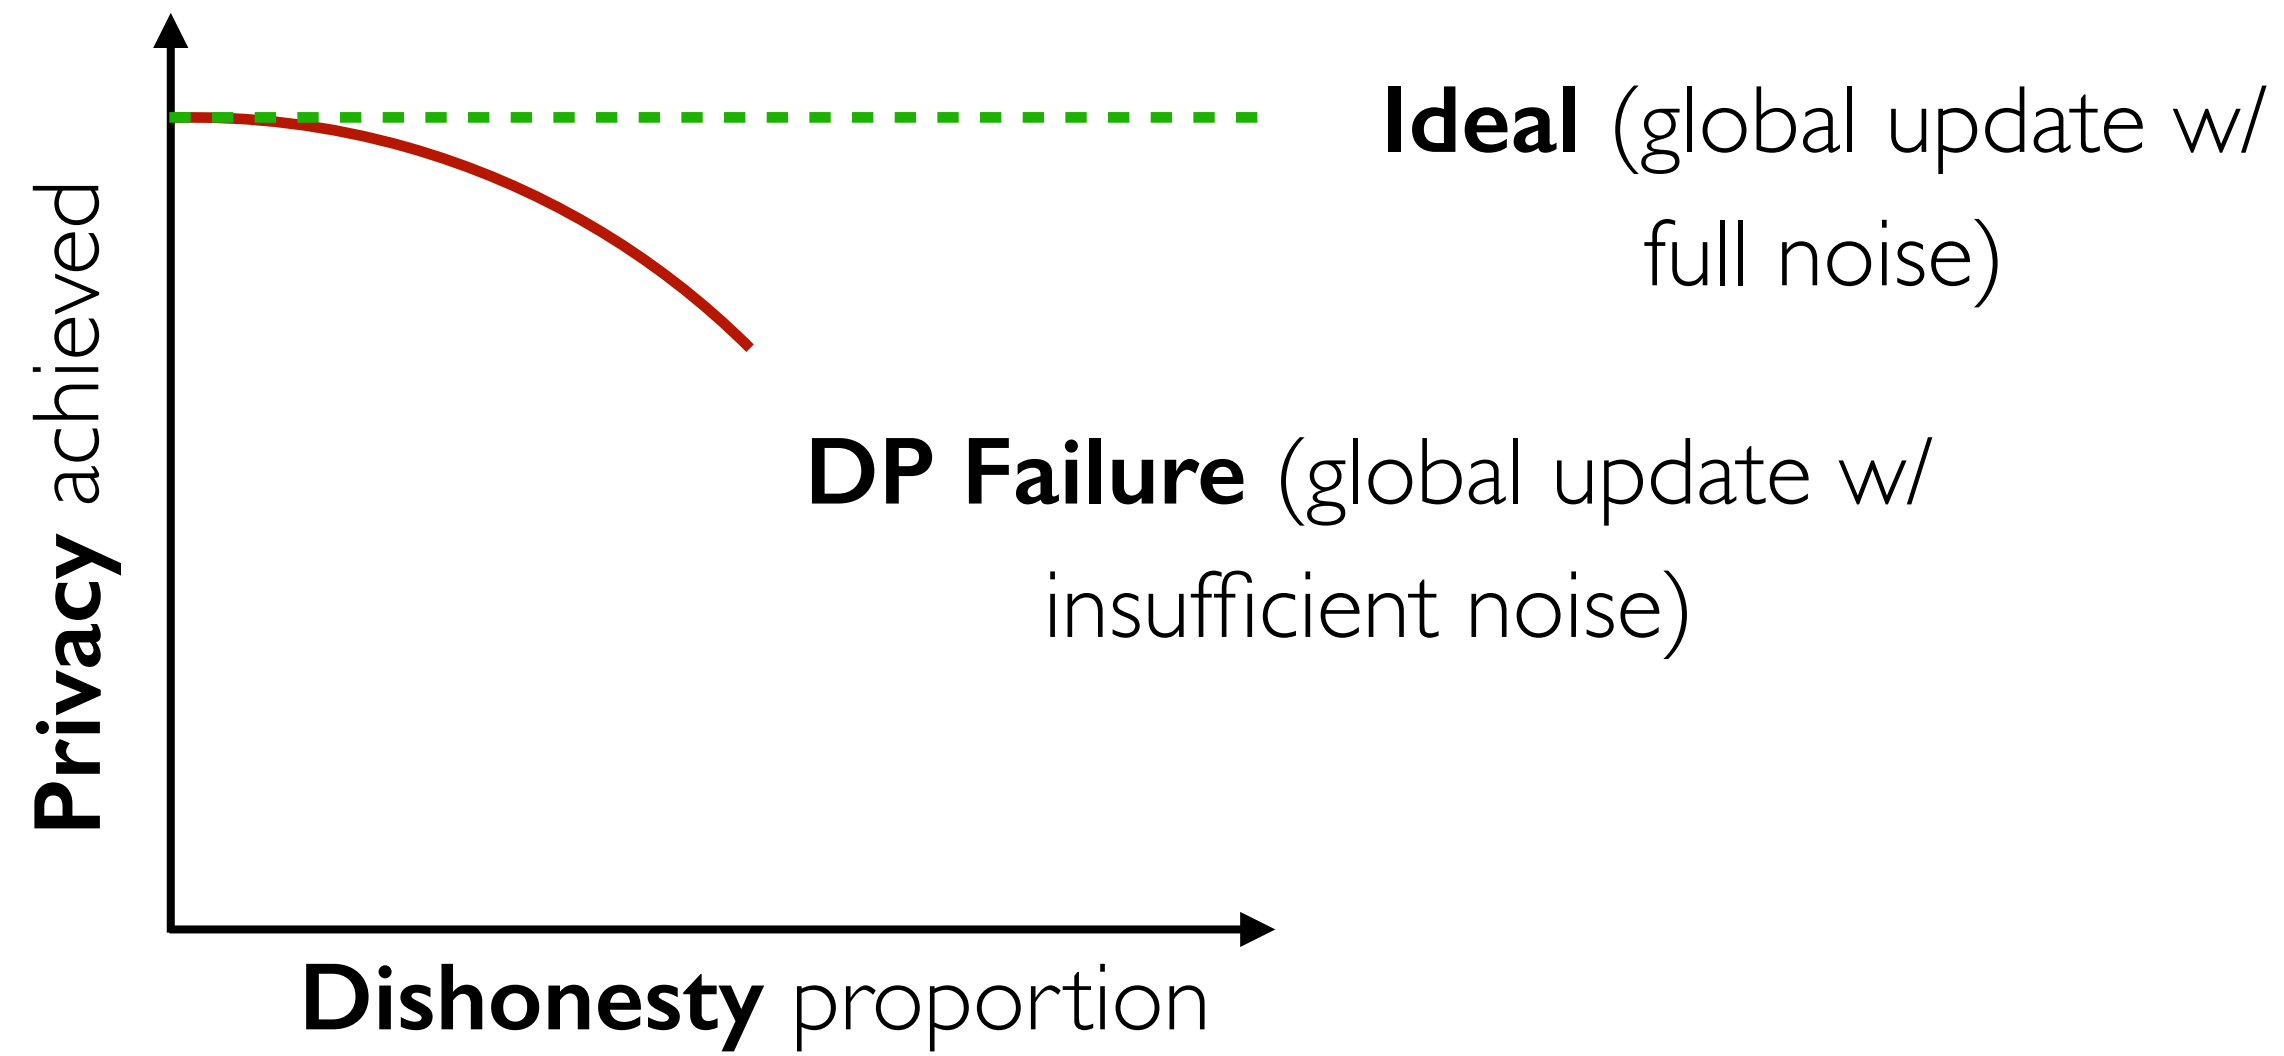 Privacy achieved
Ideal (global update w/
full noise)
DP Failure (global update w/
insufficient noise)
Dishonesty proportion